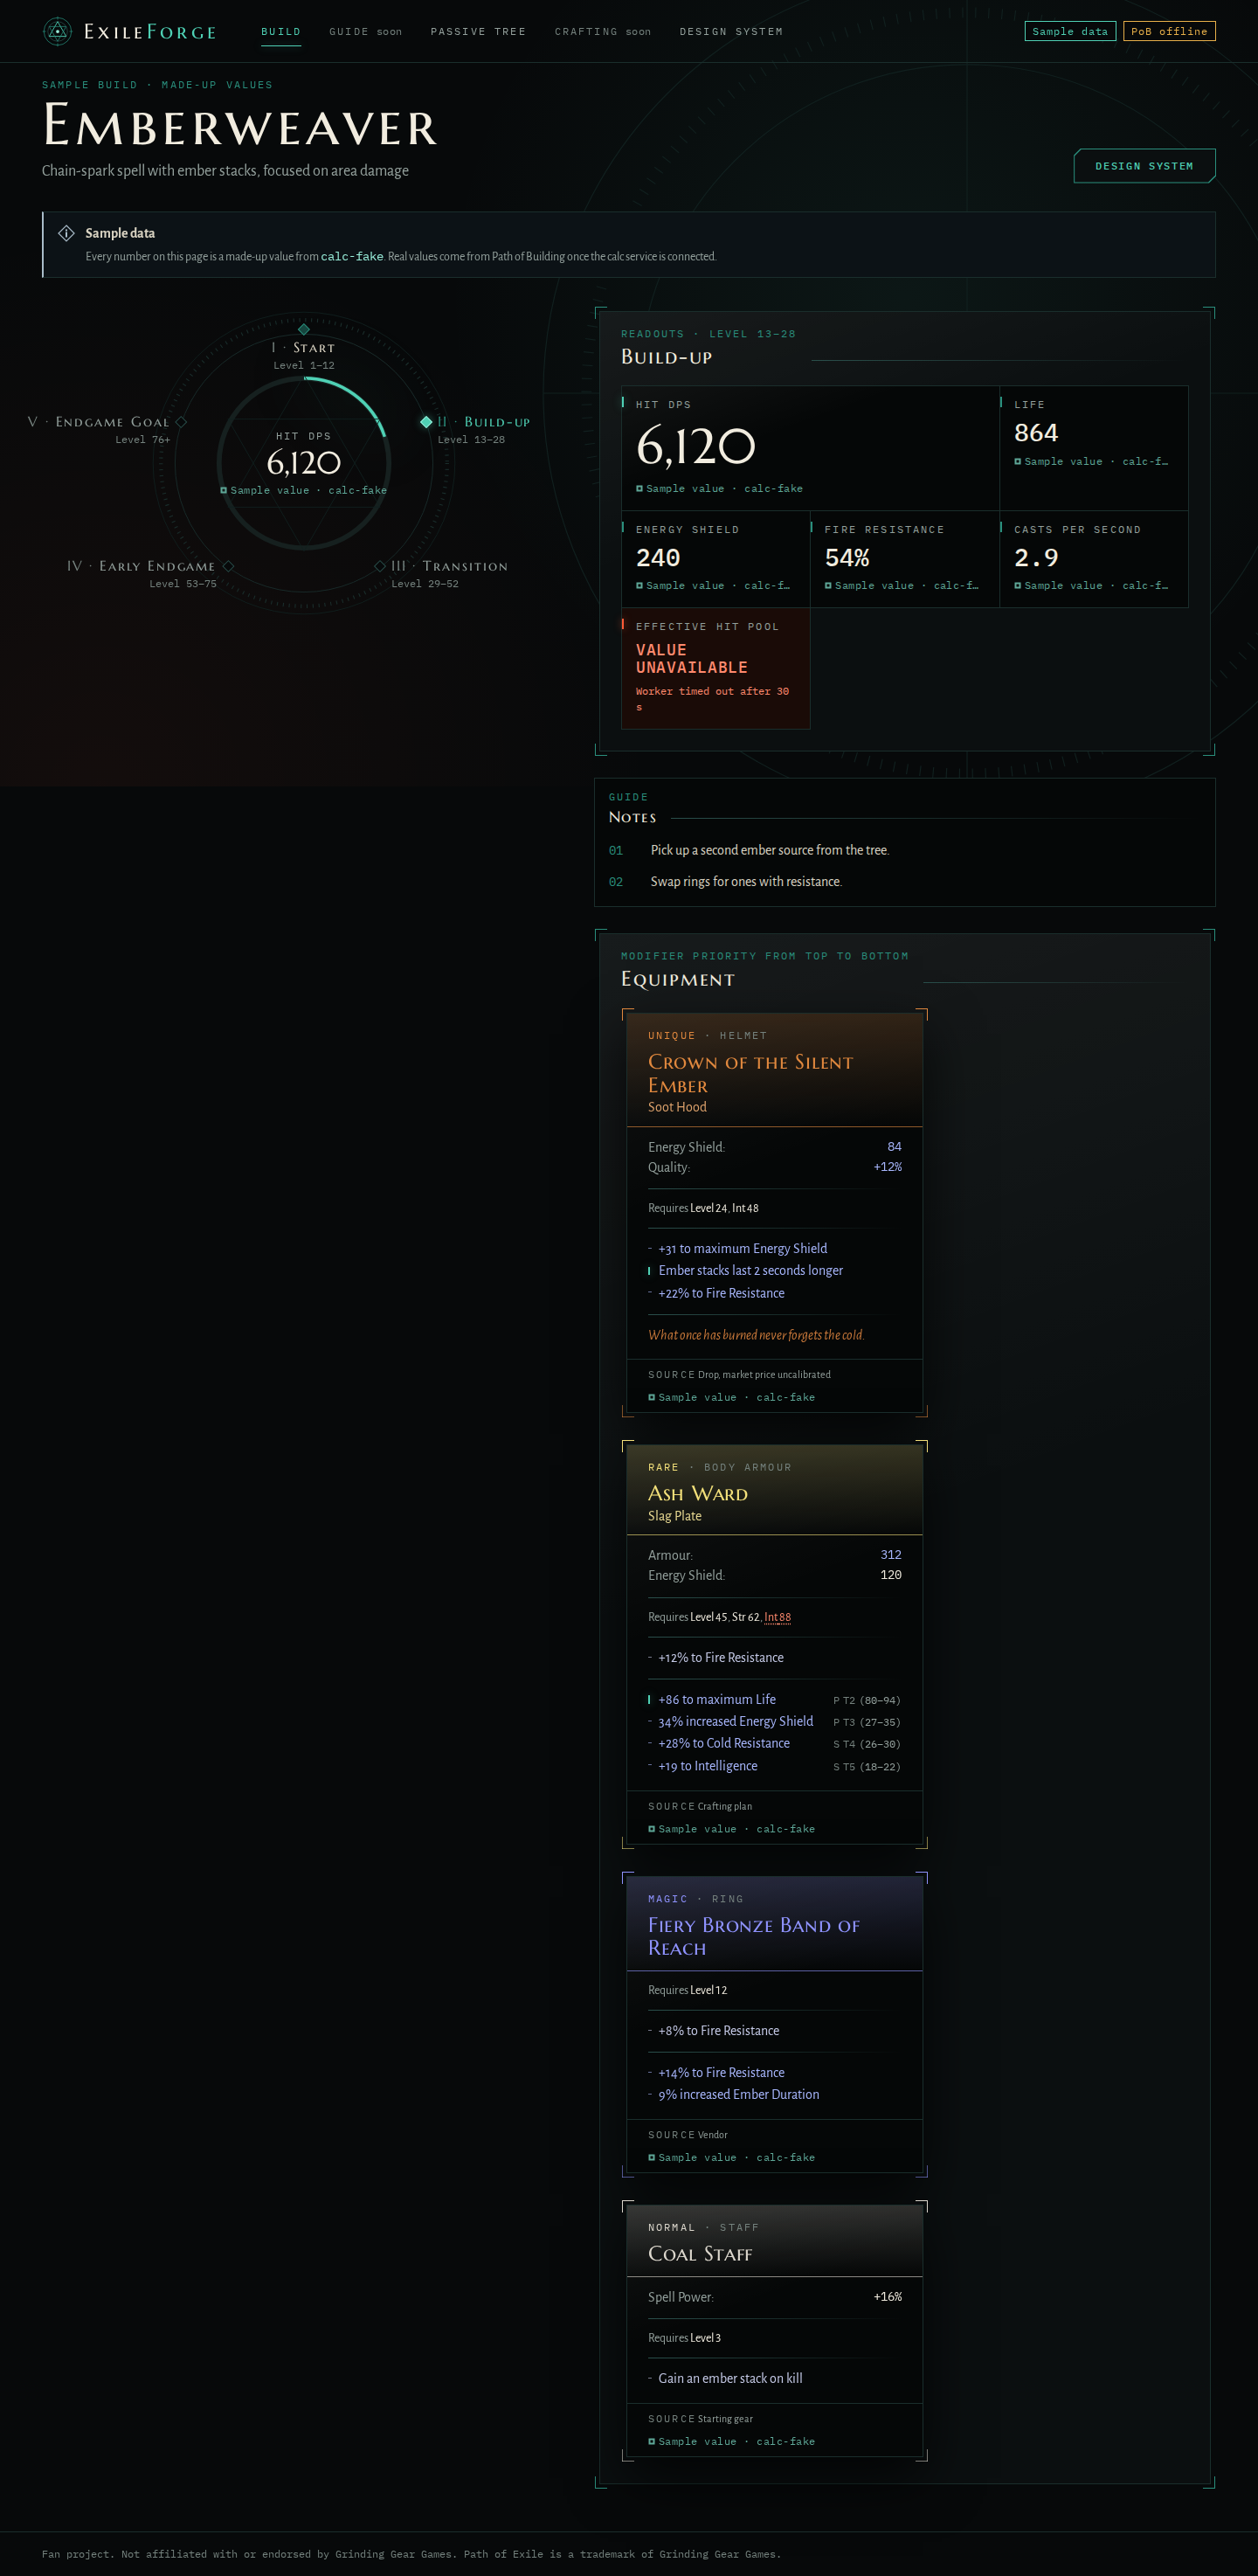 ExileForge
BUILD
GUIDE soon
PASSIVE TREE
CRAFTING soon
DESIGN SYSTEM
Sample data
PoB offline
SAMPLE BUILD · MADE-UP VALUES
Emberweaver
Chain-spark spell with ember stacks, focused on area damage
DESIGN SYSTEM
Sample data
Every number on this page is a made-up value from calc-fake. Real values come from Path of Building once the calc service is connected.
I · Start
Level 1–12
V · Endgame Goal
Level 76+
II · Build-up
Level 13–28
HIT DPS
6,120
Sample value · calc-fake
IV · Early Endgame
Level 53–75
III · Transition
Level 29–52
READOUTS · LEVEL 13–28
Build-up
HIT DPS
6,120
Sample value · calc-fake
LIFE
864
Sample value · calc-f…
ENERGY SHIELD
240
Sample value · calc-f…
FIRE RESISTANCE
54%
Sample value · calc-f…
CASTS PER SECOND
2.9
Sample value · calc-f…
EFFECTIVE HIT POOL
VALUE
UNAVAILABLE
Worker timed out after 30
s
GUIDE
Notes
01 Pick up a second ember source from the tree.
02 Swap rings for ones with resistance.
MODIFIER PRIORITY FROM TOP TO BOTTOM
Equipment
UNIQUE · HELMET
Crown of the Silent
Ember
Soot Hood
Energy Shield: 84
Quality: +12%
Requires Level 24, Int 48
+31 to maximum Energy Shield
Ember stacks last 2 seconds longer
+22% to Fire Resistance
What once has burned never forgets the cold.
SOURCE Drop, market price uncalibrated
Sample value · calc-fake
RARE · BODY ARMOUR
Ash Ward
Slag Plate
Armour: 312
Energy Shield: 120
Requires Level 45, Str 62, Int 88
+12% to Fire Resistance
+86 to maximum Life P T2 (80–94)
34% increased Energy Shield P T3 (27–35)
+28% to Cold Resistance S T4 (26–30)
+19 to Intelligence S T5 (18–22)
SOURCE Crafting plan
Sample value · calc-fake
MAGIC · RING
Fiery Bronze Band of
Reach
Requires Level 12
+8% to Fire Resistance
+14% to Fire Resistance
9% increased Ember Duration
SOURCE Vendor
Sample value · calc-fake
NORMAL · STAFF
Coal Staff
Spell Power: +16%
Requires Level 3
Gain an ember stack on kill
SOURCE Starting gear
Sample value · calc-fake
Fan project. Not affiliated with or endorsed by Grinding Gear Games. Path of Exile is a trademark of Grinding Gear Games.